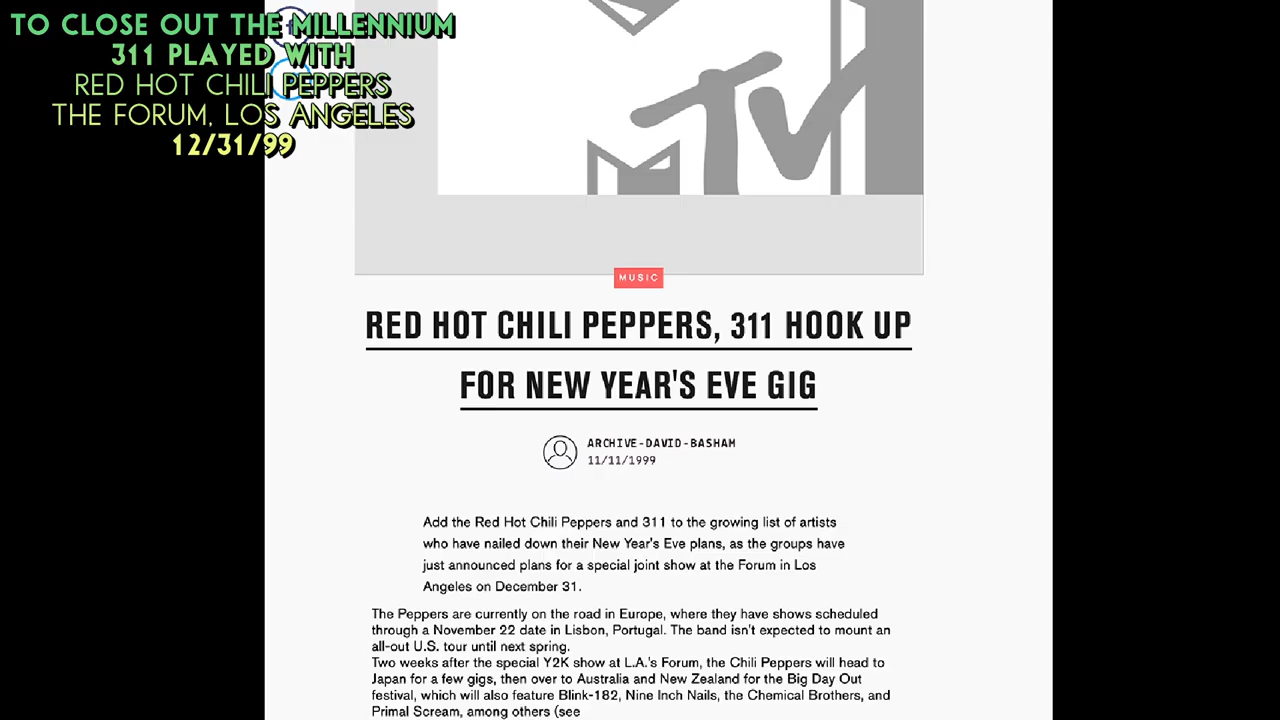 TO CLOSE OUT THE MILLENNIUM
311 PLAYED WITH
RED HOT CHILI PEPPERS
THE FORUM, LOS ANGELES
12/31/99
MTV
MUSIC
RED HOT CHILI PEPPERS, 311 HOOK UP
FOR NEW YEAR'S EVE GIG
ARCHIVE-DAVID-BASHAM
11/11/1999
Add the Red Hot Chili Peppers and 311 to the growing list of artists
who have nailed down their New Year's Eve plans, as the groups have
just announced plans for a special joint show at the Forum in Los
Angeles on December 31.
The Peppers are currently on the road in Europe, where they have shows scheduled
through a November 22 date in Lisbon, Portugal. The band isn't expected to mount an
all-out U.S. tour until next spring.
Two weeks after the special Y2K show at L.A.'s Forum, the Chili Peppers will head to
Japan for a few gigs, then over to Australia and New Zealand for the Big Day Out
festival, which will also feature Blink-182, Nine Inch Nails, the Chemical Brothers, and
Primal Scream, among others (see